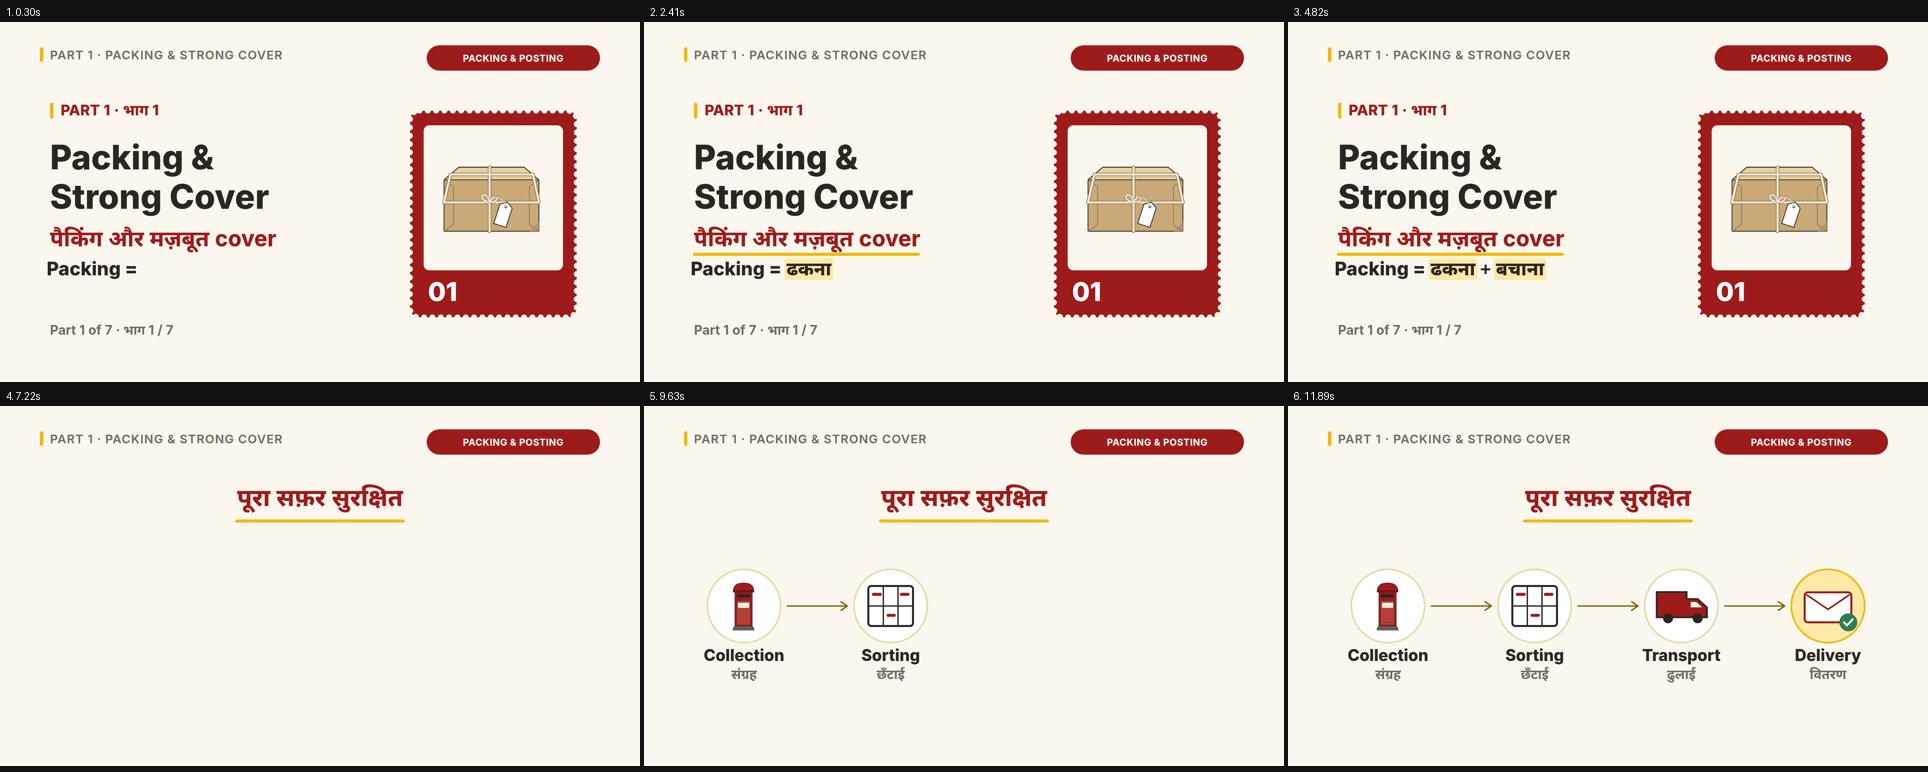 1. 0.30s
PART 1 · PACKING & STRONG COVER
PACKING & POSTING
PART 1 · भाग 1
Packing &
Strong Cover
पैकिंग और मज़बूत cover
Packing =
01
Part 1 of 7 · भाग 1 / 7
2. 2.41s
PART 1 · PACKING & STRONG COVER
PACKING & POSTING
PART 1 · भाग 1
Packing &
Strong Cover
पैकिंग और मज़बूत cover
Packing = ढकना
01
Part 1 of 7 · भाग 1 / 7
3. 4.82s
PART 1 · PACKING & STRONG COVER
PACKING & POSTING
PART 1 · भाग 1
Packing &
Strong Cover
पैकिंग और मज़बूत cover
Packing = ढकना + बचाना
01
Part 1 of 7 · भाग 1 / 7
4. 7.22s
PART 1 · PACKING & STRONG COVER
PACKING & POSTING
पूरा सफ़र सुरक्षित
5. 9.63s
PART 1 · PACKING & STRONG COVER
PACKING & POSTING
पूरा सफ़र सुरक्षित
Collection
संग्रह
Sorting
छँटाई
6. 11.89s
PART 1 · PACKING & STRONG COVER
PACKING & POSTING
पूरा सफ़र सुरक्षित
Collection
संग्रह
Sorting
छँटाई
Transport
ढुलाई
Delivery
वितरण